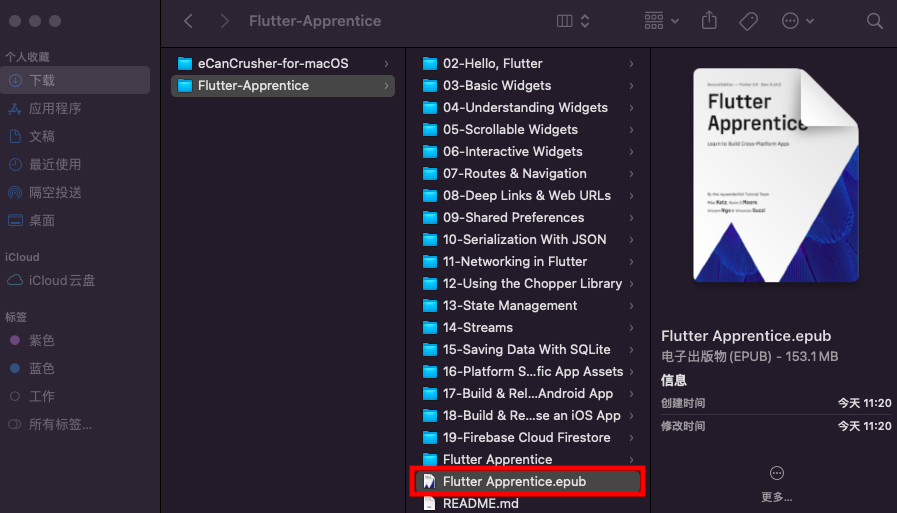 Flutter-Apprentice
个人收藏
下载
应用程序
文稿
最近使用
隔空投送
桌面
iCloud
iCloud云盘
标签
紫色
蓝色
工作
所有标签...
eCanCrusher-for-macOS
Flutter-Apprentice
02-Hello, Flutter
03-Basic Widgets
04-Understanding Widgets
05-Scrollable Widgets
06-Interactive Widgets
07-Routes & Navigation
08-Deep Links & Web URLs
09-Shared Preferences
10-Serialization With JSON
11-Networking in Flutter
12-Using the Chopper Library
13-State Management
14-Streams
15-Saving Data With SQLite
16-Platform S...fic App Assets
17-Build & Rel...Android App
18-Build & Re...se an iOS App
19-Firebase Cloud Firestore
Flutter Apprentice
Flutter Apprentice.epub
README.md
Flutter
Apprentice
Learn to Build Cross-Platform Apps
Flutter Apprentice.epub
电子出版物 (EPUB) - 153.1 MB
信息
创建时间 今天 11:20
修改时间 今天 11:20
更多...